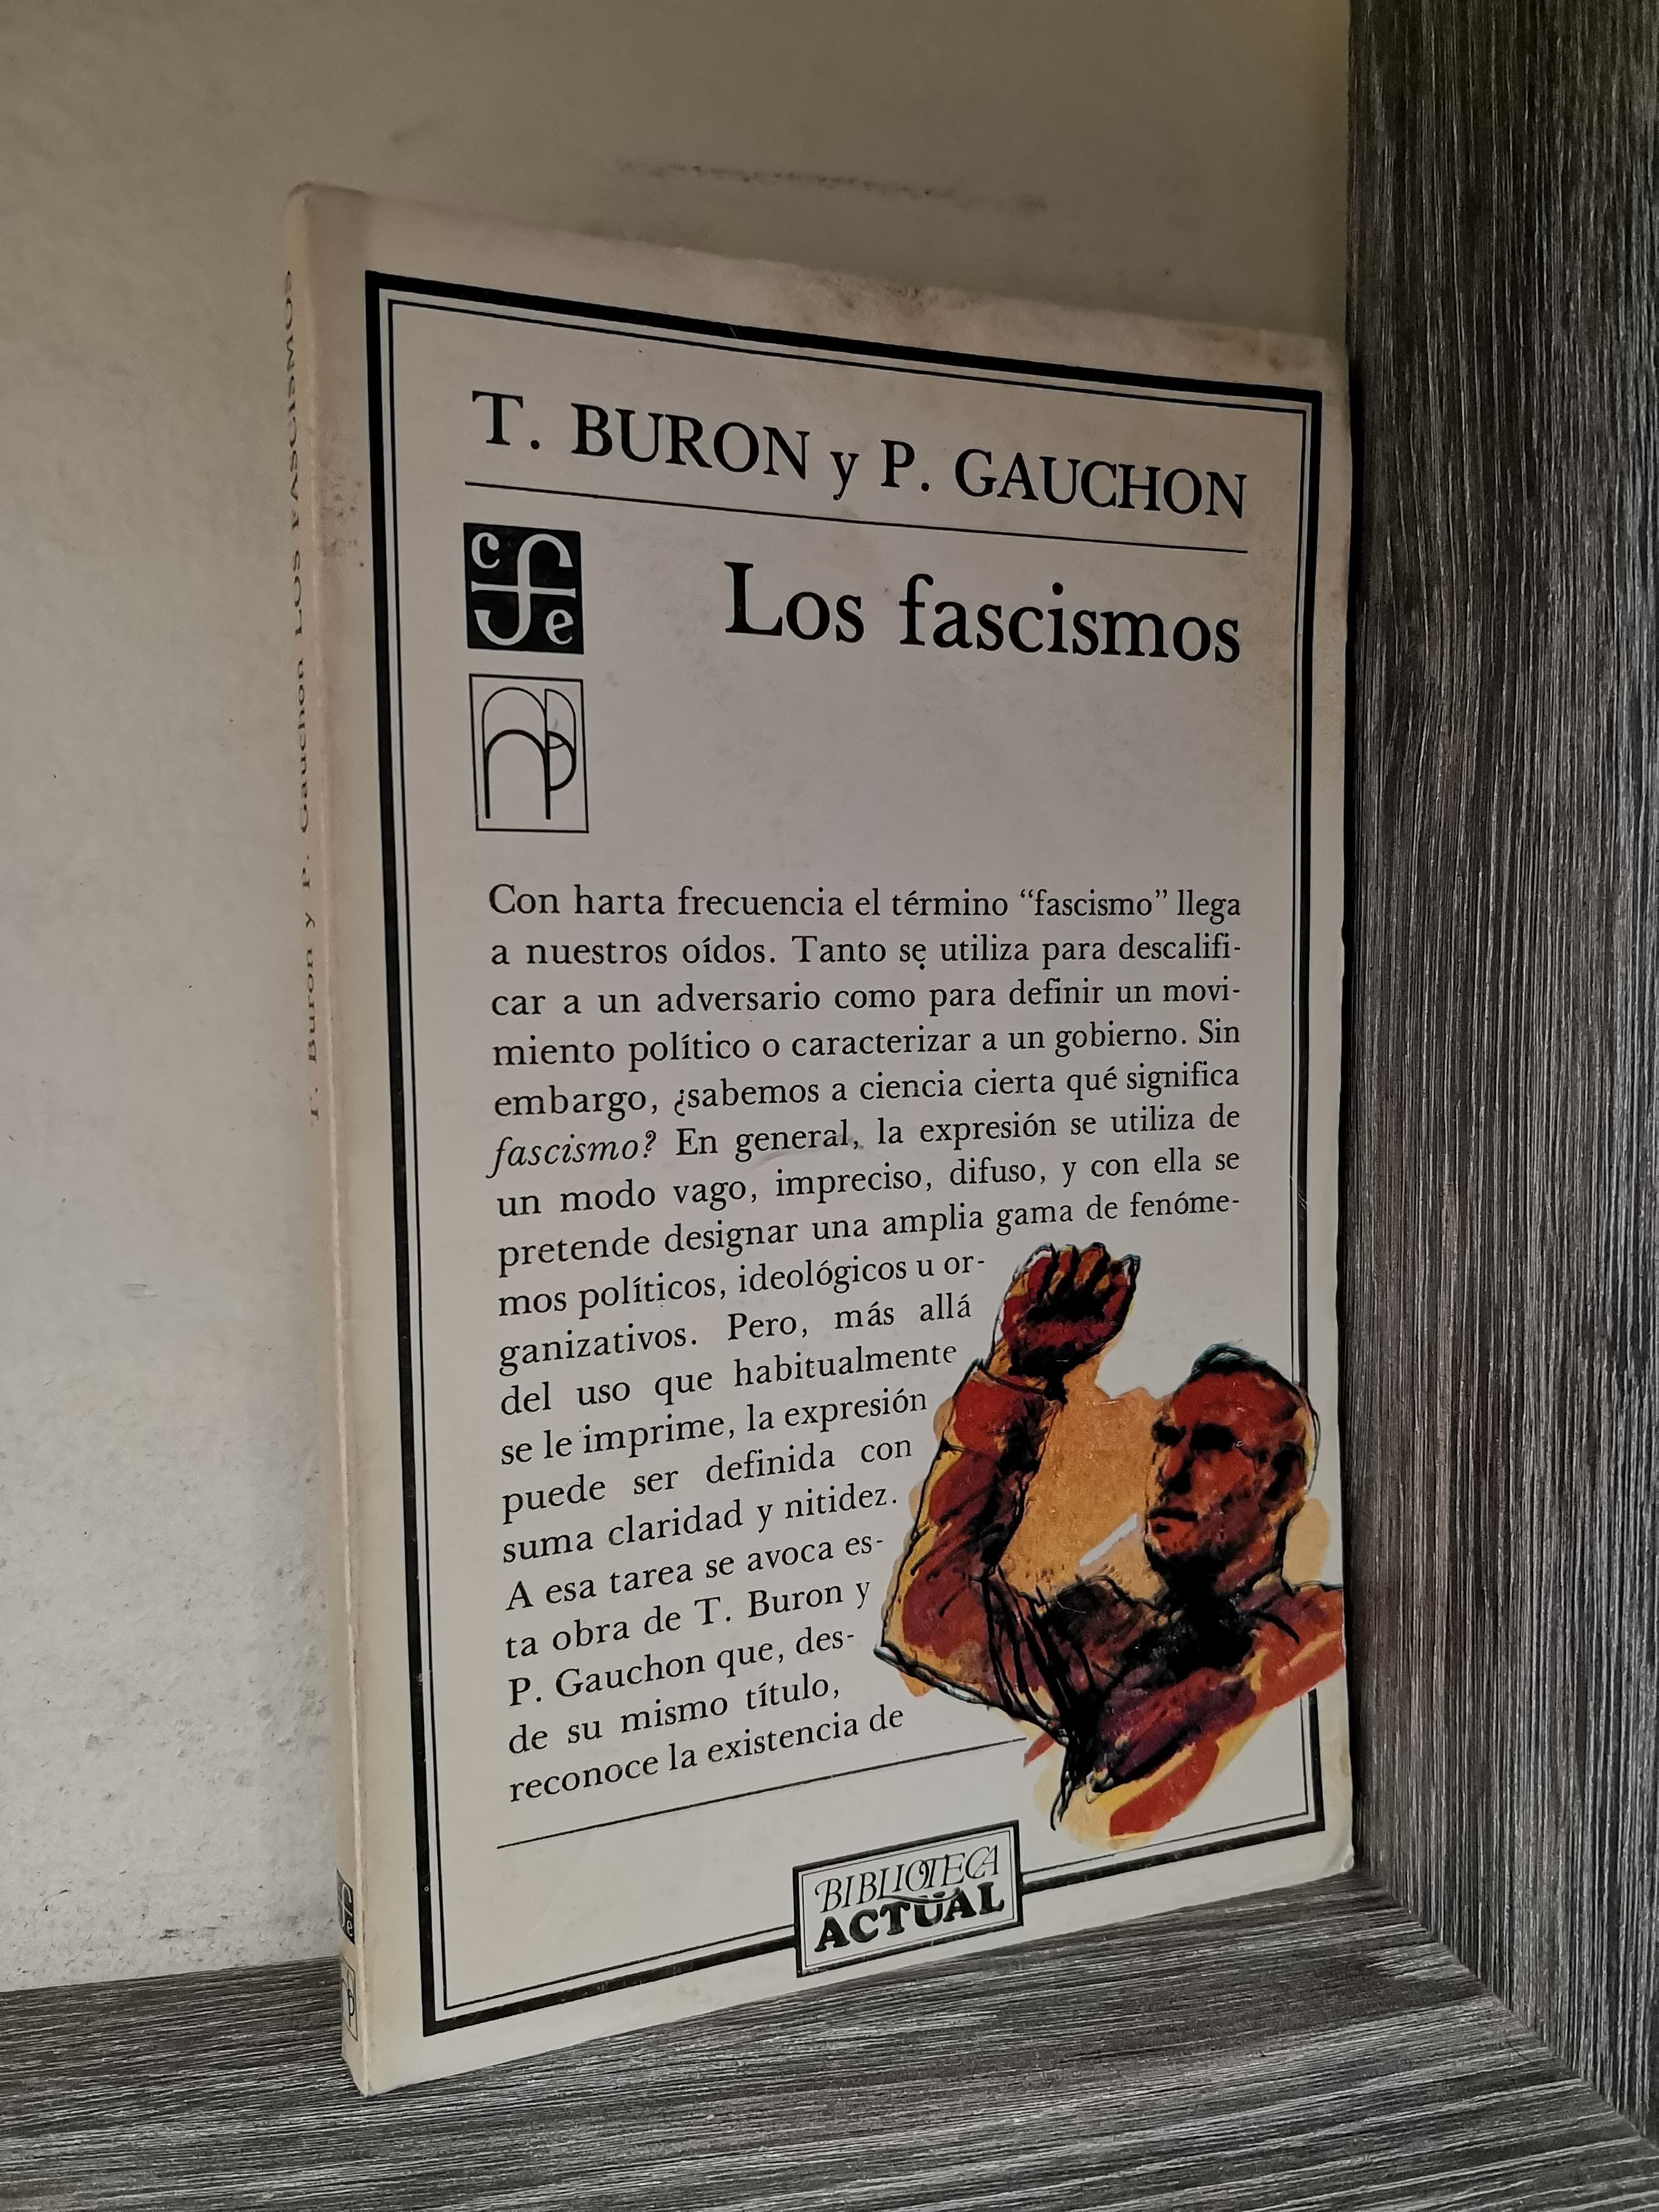 T. BURON y P. GAUCHON
cfe
Los fascismos
Con harta frecuencia el término “fascismo” llega
a nuestros oídos. Tanto se utiliza para descalifi-
car a un adversario como para definir un movi-
miento político o caracterizar a un gobierno. Sin
embargo, ¿sabemos a ciencia cierta qué significa
fascismo? En general, la expresión se utiliza de
un modo vago, impreciso, difuso, y con ella se
pretende designar una amplia gama de fenóme-
mos políticos, ideológicos u or-
ganizativos. Pero, más allá
del uso que habitualmente
se le imprime, la expresión
puede ser definida con
suma claridad y nitidez.
A esa tarea se avoca es-
ta obra de T. Buron y
P. Gauchon que, des-
de su mismo título,
reconoce la existencia de
BIBLIOTECA
ACTUAL
T. Buron y P. Gauchon LOS FASCISMOS